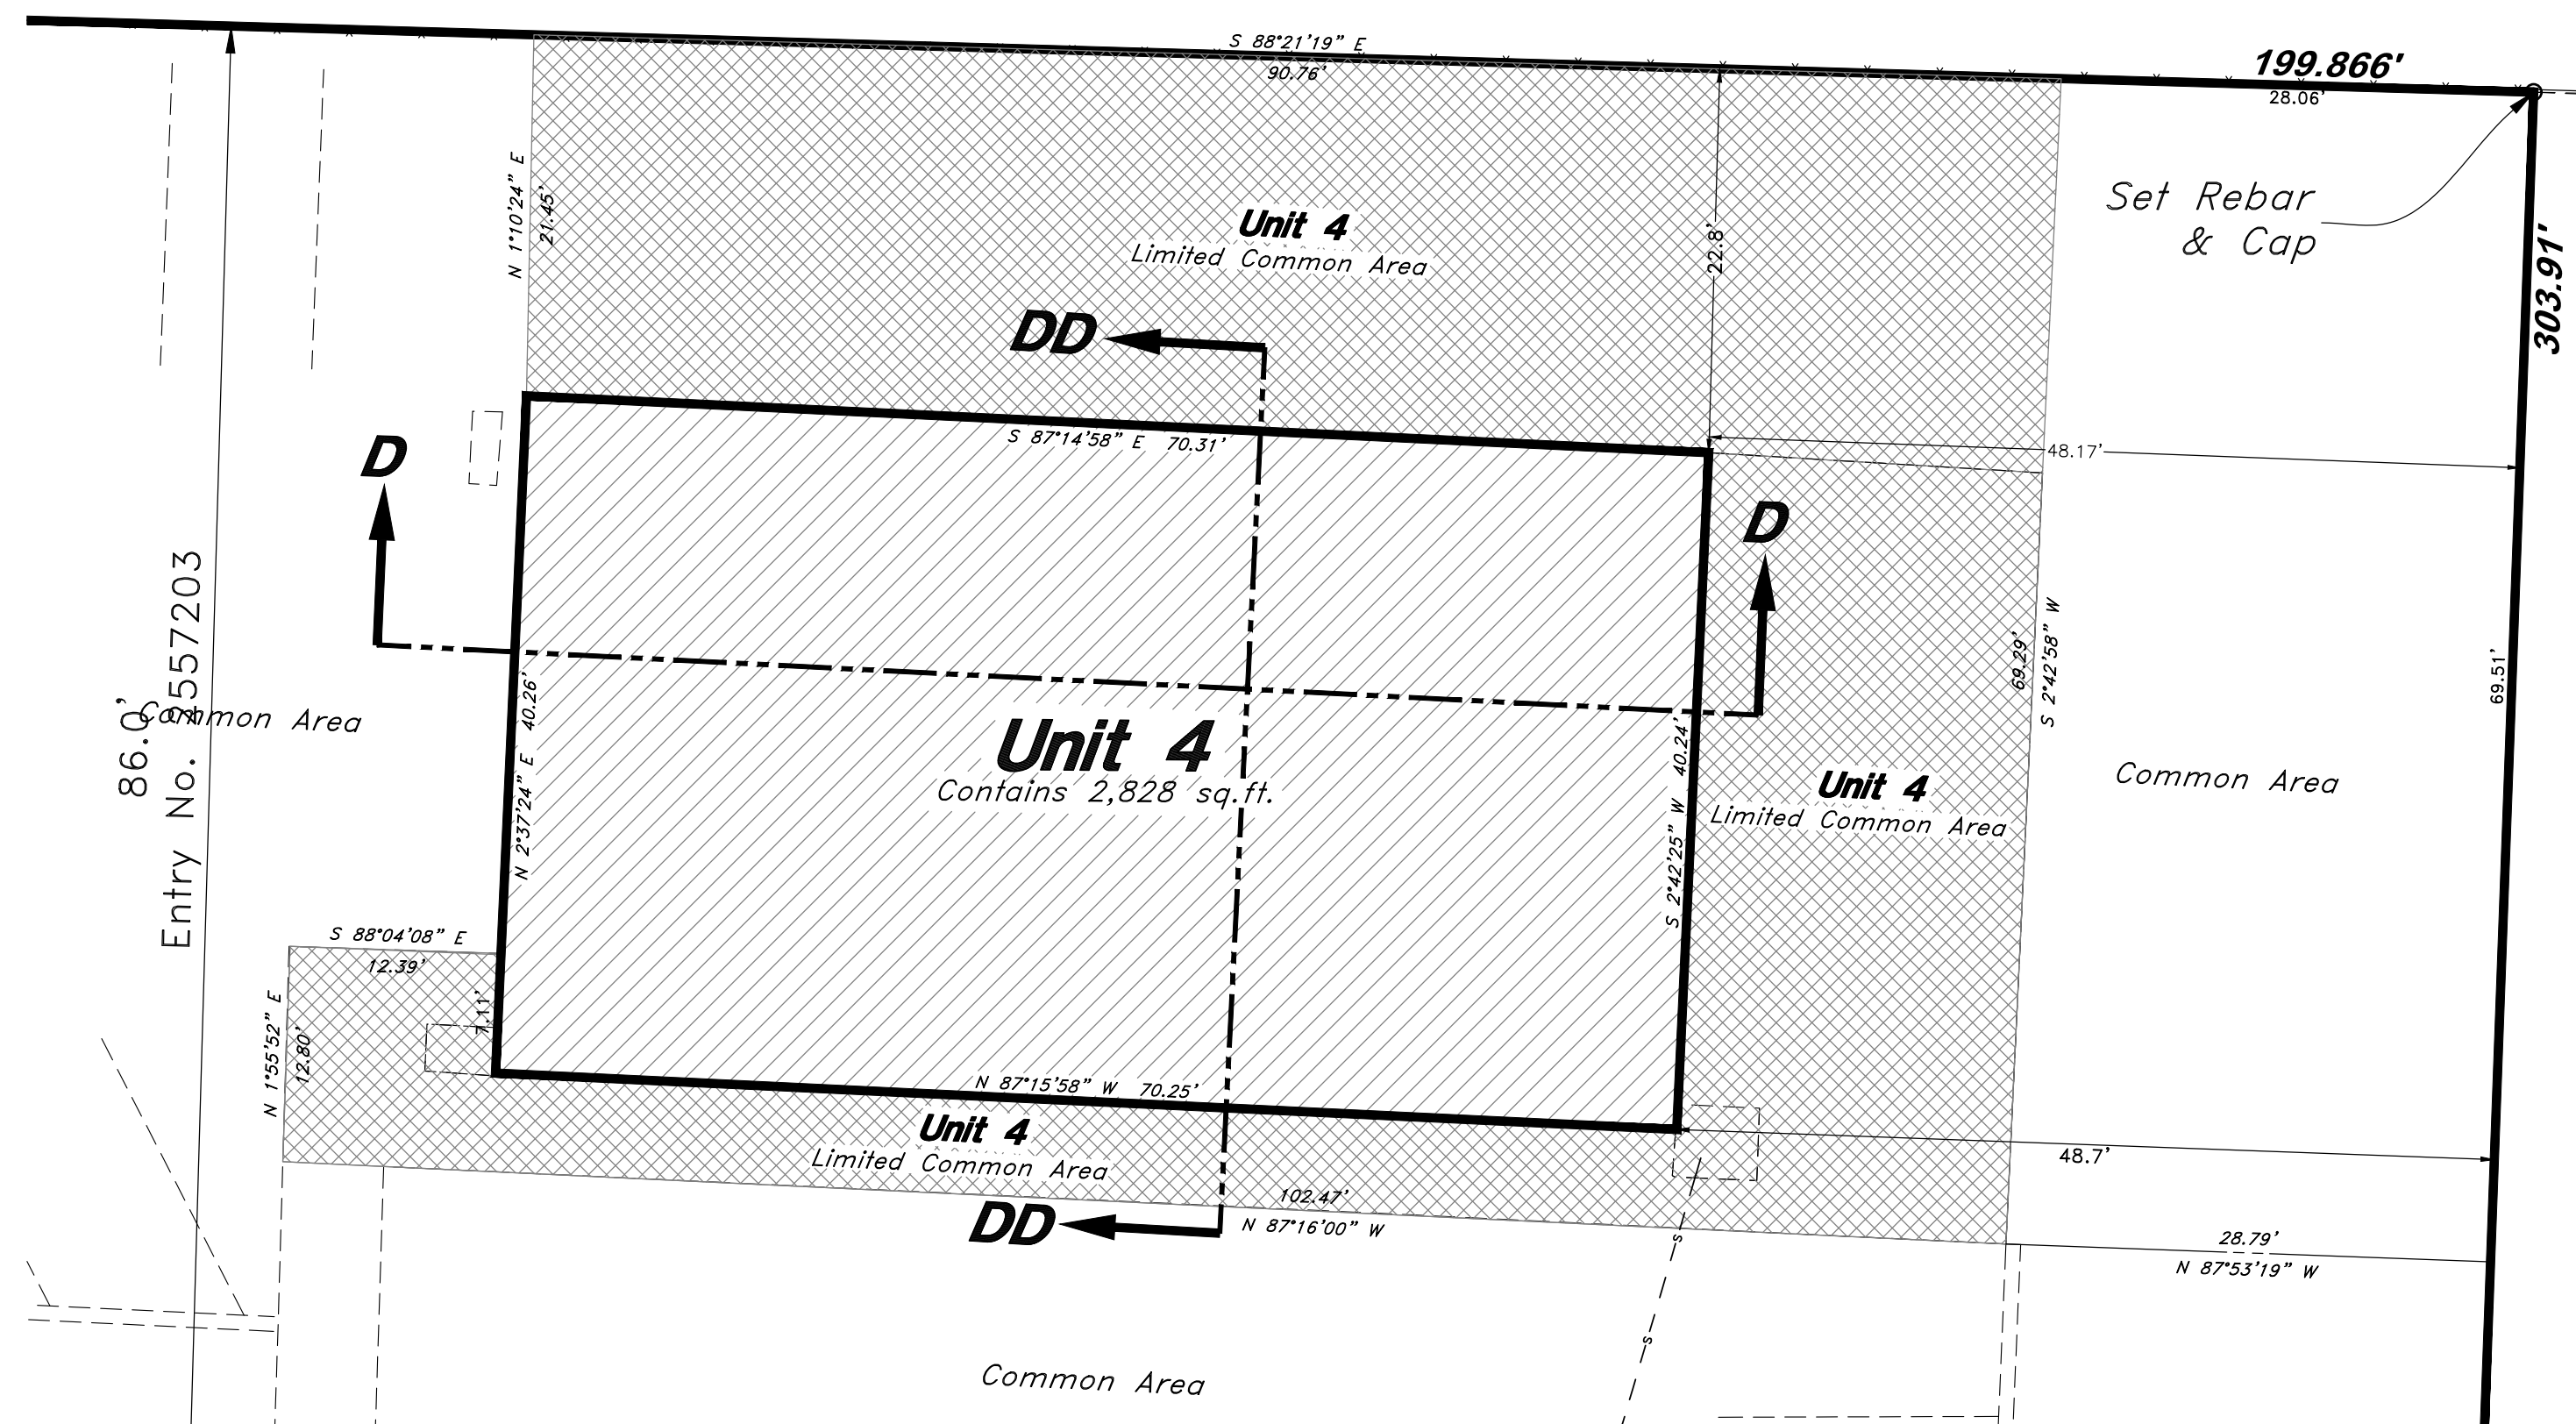 S 88°21'19" E
90.76'
199.866'
28.06'
Set Rebar
& Cap
303.91'
N 1°10'24" E
21.45'
Unit 4
Limited Common Area
22.8'
DD
D
S 87°14'58" E 70.31'
48.17'
D
86.0'
Entry No. 2557203
Common Area
N 2°37'24" E 40.26'
Unit 4
Contains 2,828 sq.ft.
S 2°42'25" W 40.24'
Unit 4
Limited Common Area
69.29'
S 2°42'58" W
Common Area
69.51'
S 88°04'08" E
12.39'
N 1°55'52" E
12.80'
7.11'
N 87°15'58" W 70.25'
Unit 4
Limited Common Area
48.7'
102.47'
N 87°16'00" W
DD
28.79'
N 87°53'19" W
s
s
Common Area